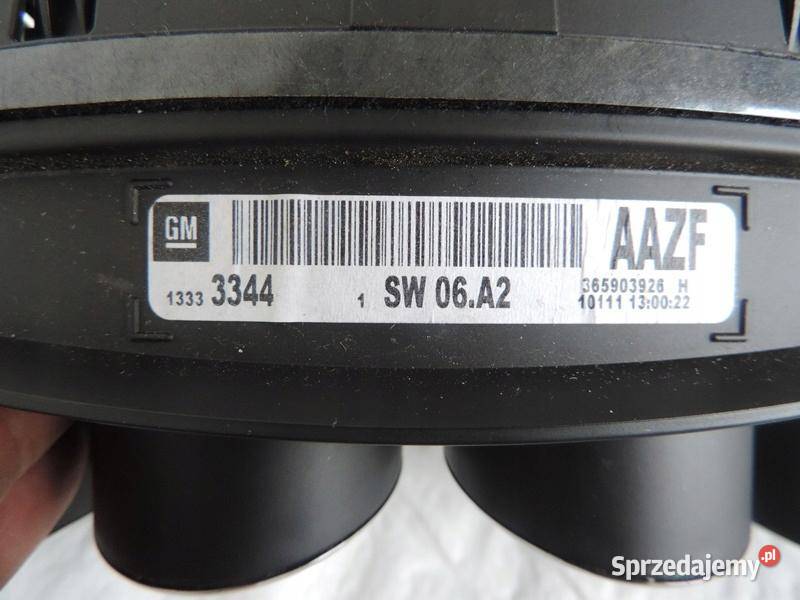 GM
AAZF
1333 3344 1 SW 06.A2
365903926 H
10111 13:00:22
Sprzedajemy.pl